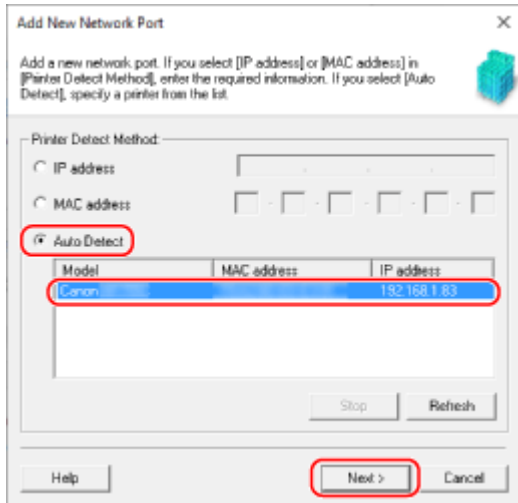 Add New Network Port
Add a new network port. If you select [IP address] or [MAC address] in
[Printer Detect Method], enter the required information. If you select [Auto
Detect], specify a printer from the list.
Printer Detect Method:
IP address
MAC address
Auto Detect
Model MAC address IP address
Canon 192.168.1.83
Stop Refresh
Help Next > Cancel